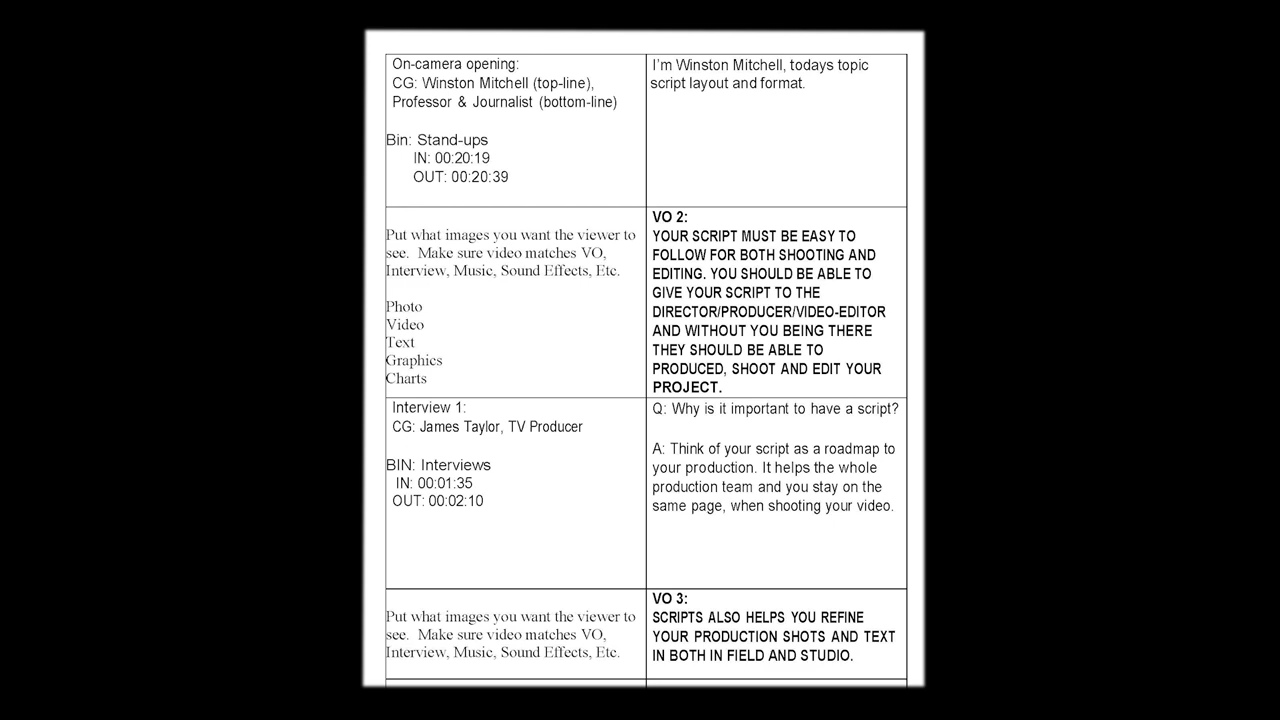 On-camera opening:
CG: Winston Mitchell (top-line),
Professor & Journalist (bottom-line)
Bin: Stand-ups
IN: 00:20:19
OUT: 00:20:39
I'm Winston Mitchell, todays topic
script layout and format.
Put what images you want the viewer to
see. Make sure video matches VO,
Interview, Music, Sound Effects, Etc.
Photo
Video
Text
Graphics
Charts
VO 2:
YOUR SCRIPT MUST BE EASY TO
FOLLOW FOR BOTH SHOOTING AND
EDITING. YOU SHOULD BE ABLE TO
GIVE YOUR SCRIPT TO THE
DIRECTOR/PRODUCER/VIDEO-EDITOR
AND WITHOUT YOU BEING THERE
THEY SHOULD BE ABLE TO
PRODUCED, SHOOT AND EDIT YOUR
PROJECT.
Interview 1:
CG: James Taylor, TV Producer
BIN: Interviews
IN: 00:01:35
OUT: 00:02:10
Q: Why is it important to have a script?
A: Think of your script as a roadmap to
your production. It helps the whole
production team and you stay on the
same page, when shooting your video.
Put what images you want the viewer to
see. Make sure video matches VO,
Interview, Music, Sound Effects, Etc.
VO 3:
SCRIPTS ALSO HELPS YOU REFINE
YOUR PRODUCTION SHOTS AND TEXT
IN BOTH IN FIELD AND STUDIO.